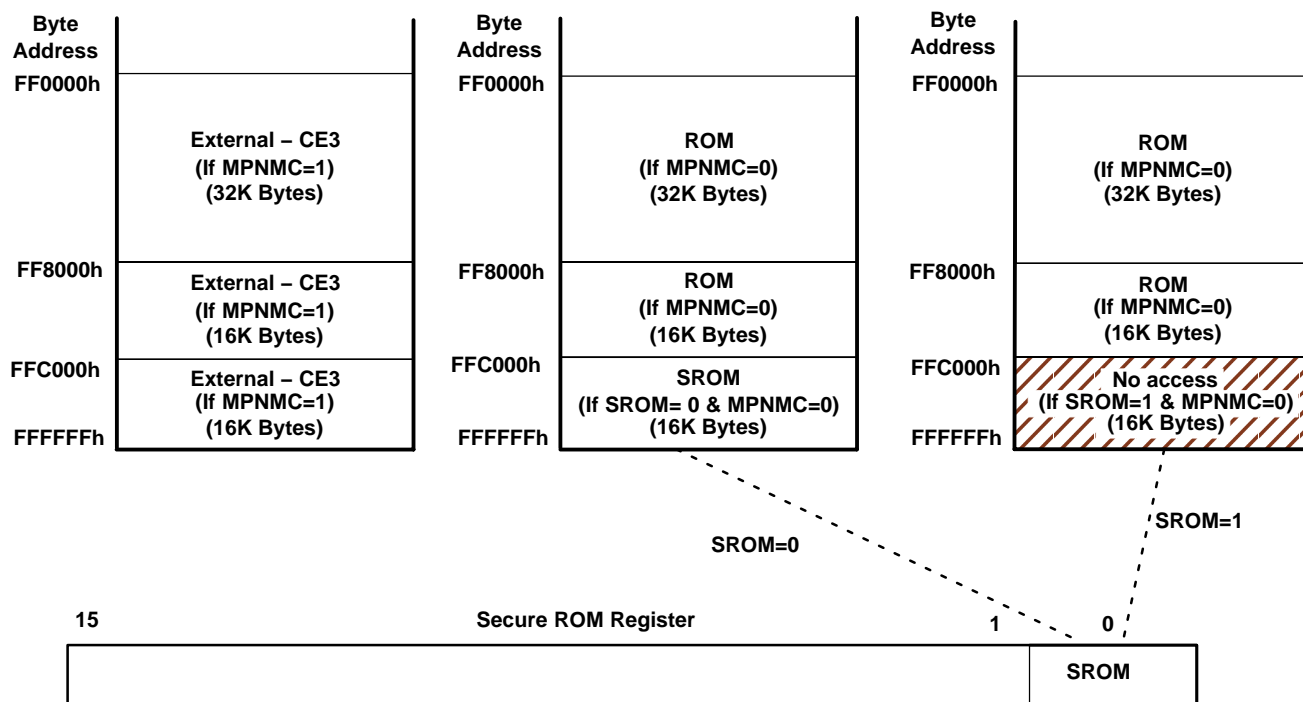 Byte
Address
FF0000h
External – CE3
(If MPNMC=1)
(32K Bytes)
FF8000h
External – CE3
(If MPNMC=1)
(16K Bytes)
FFC000h
External – CE3
(If MPNMC=1)
(16K Bytes)
FFFFFFh
Byte
Address
FF0000h
ROM
(If MPNMC=0)
(32K Bytes)
FF8000h
ROM
(If MPNMC=0)
(16K Bytes)
FFC000h
SROM
(If SROM= 0 & MPNMC=0)
(16K Bytes)
FFFFFFh
Byte
Address
FF0000h
ROM
(If MPNMC=0)
(32K Bytes)
FF8000h
ROM
(If MPNMC=0)
(16K Bytes)
FFC000h
No access
(If SROM=1 & MPNMC=0)
(16K Bytes)
FFFFFFh
SROM=0
SROM=1
15 Secure ROM Register 1 0
SROM